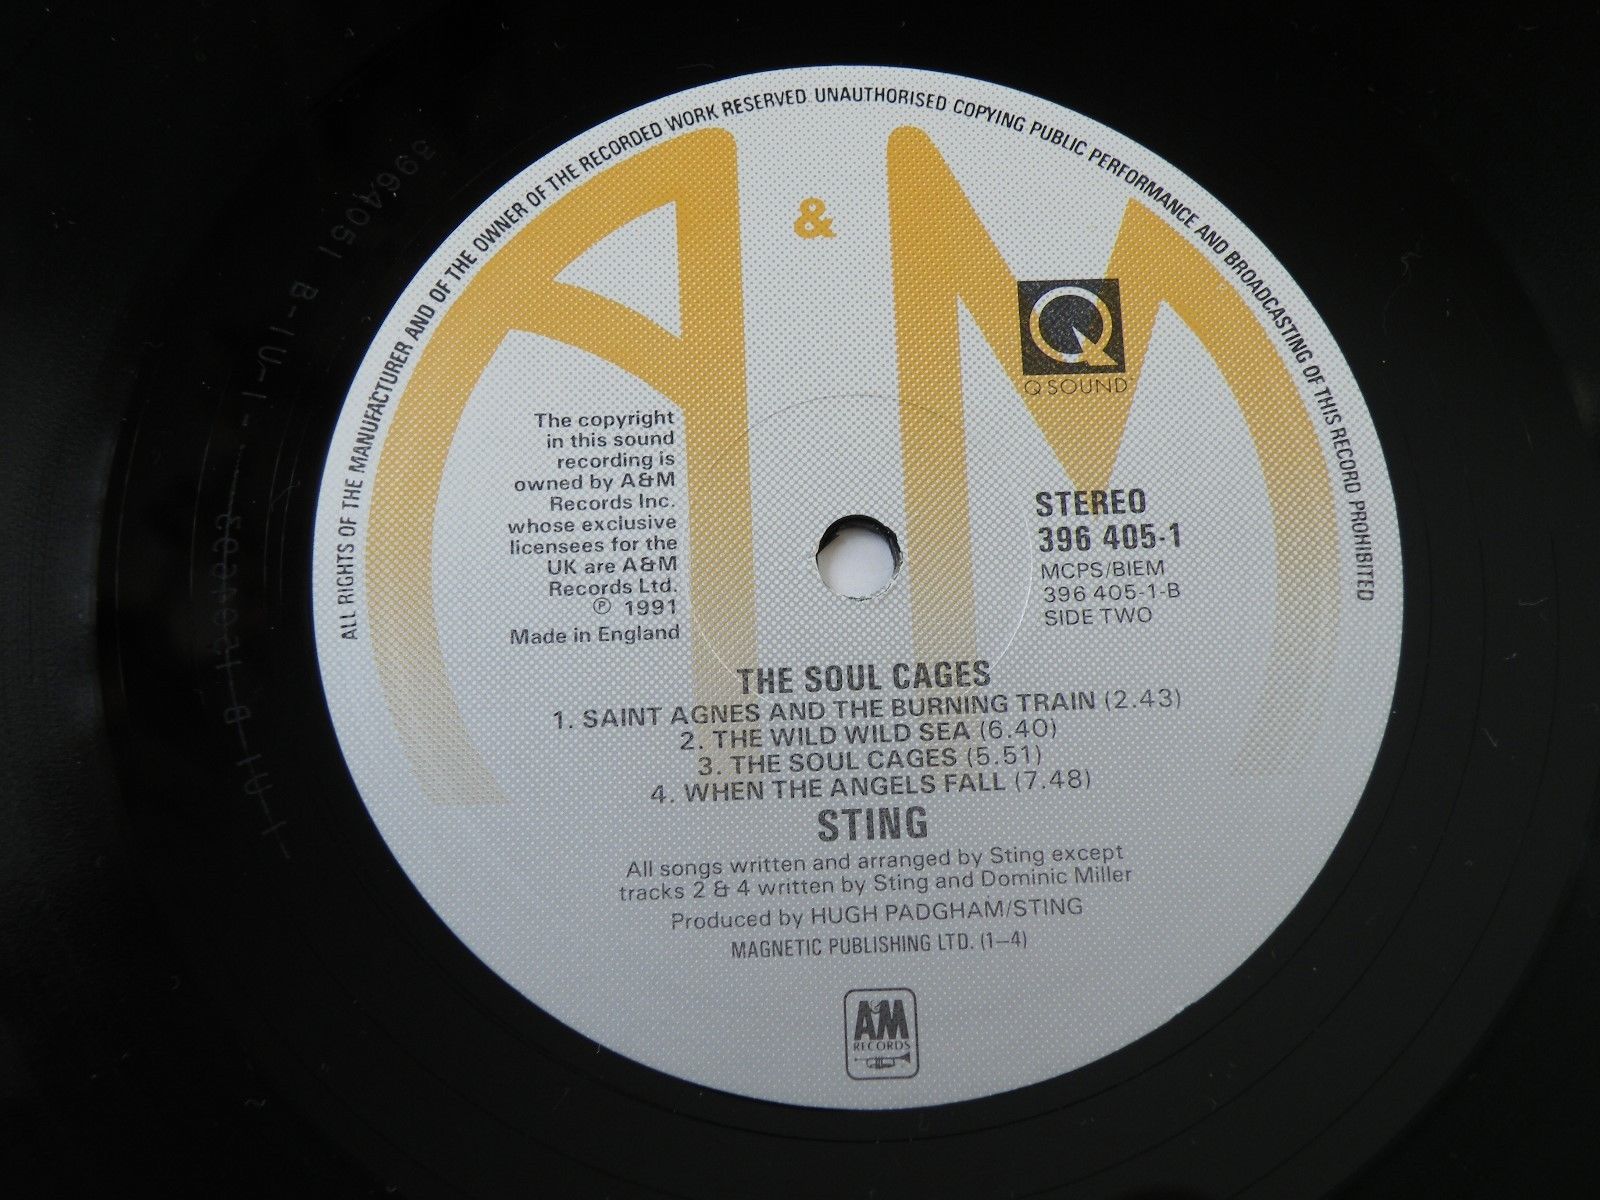 ALL RIGHTS OF THE MANUFACTURER AND OF THE OWNER OF THE RECORDED WORK RESERVED. UNAUTHORISED COPYING PUBLIC PERFORMANCE AND BROADCASTING OF THIS RECORD PROHIBITED
A & M
Q SOUND
The copyright
in this sound
recording is
owned by A&M
Records Inc.
whose exclusive
licensees for the
UK are A&M
Records Ltd.
℗ 1991
Made in England
STEREO
396 405-1
MCPS/BIEM
396 405-1-B
SIDE TWO
THE SOUL CAGES
1. SAINT AGNES AND THE BURNING TRAIN (2.43)
2. THE WILD WILD SEA (6.40)
3. THE SOUL CAGES (5.51)
4. WHEN THE ANGELS FALL (7.48)
STING
All songs written and arranged by Sting except
tracks 2 & 4 written by Sting and Dominic Miller
Produced by HUGH PADGHAM/STING
MAGNETIC PUBLISHING LTD. (1–4)
AM
RECORDS